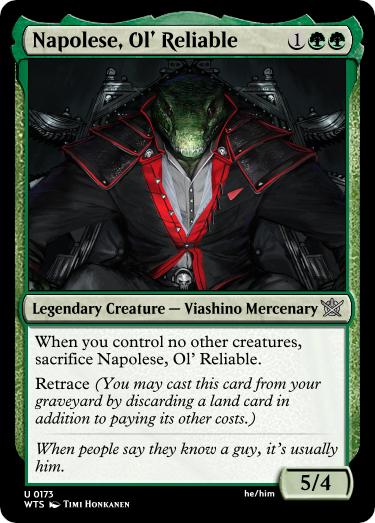 Napolese, Ol' Reliable 1
Legendary Creature — Viashino Mercenary
When you control no other creatures,
sacrifice Napolese, Ol' Reliable.
Retrace (You may cast this card from your
graveyard by discarding a land card in
addition to paying its other costs.)
When people say they know a guy, it's usually
him.
5/4
U 0173 he/him
WTS Timi Honkanen